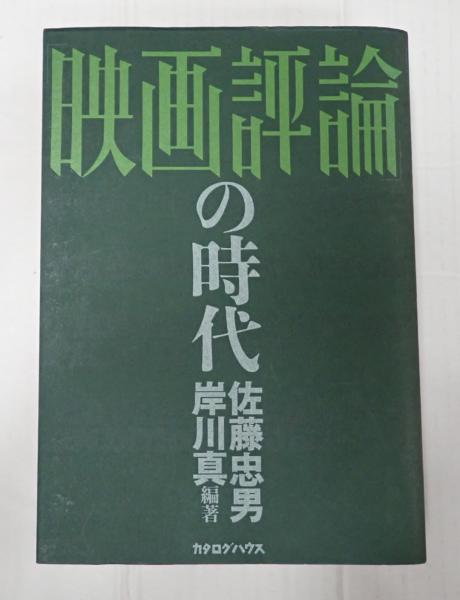 「映画評論」
の時代
佐藤忠男
岸川真編著
カタログハウス